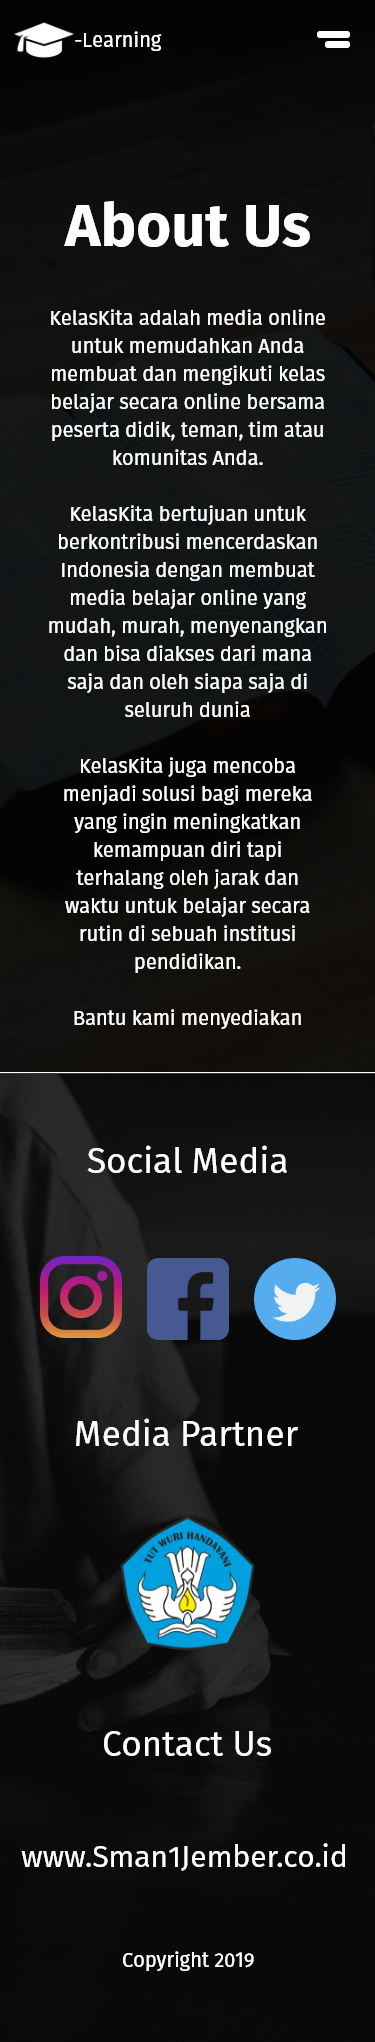 -Learning
About Us
KelasKita adalah media online
untuk memudahkan Anda
membuat dan mengikuti kelas
belajar secara online bersama
peserta didik, teman, tim atau
komunitas Anda.
KelasKita bertujuan untuk
berkontribusi mencerdaskan
Indonesia dengan membuat
media belajar online yang
mudah, murah, menyenangkan
dan bisa diakses dari mana
saja dan oleh siapa saja di
seluruh dunia
KelasKita juga mencoba
menjadi solusi bagi mereka
yang ingin meningkatkan
kemampuan diri tapi
terhalang oleh jarak dan
waktu untuk belajar secara
rutin di sebuah institusi
pendidikan.
Bantu kami menyediakan
Social Media
Media Partner
TUT WURI HANDAYANI
Contact Us
www.Sman1Jember.co.id
Copyright 2019